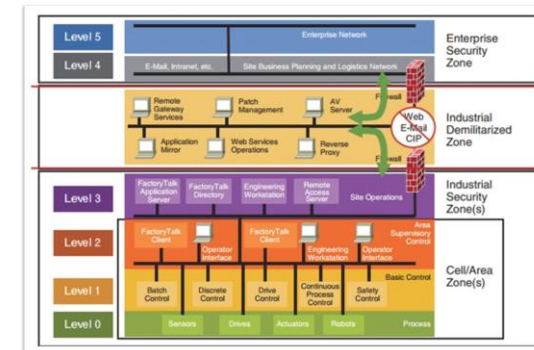 Level 5
Enterprise Network
Enterprise
Security
Zone
Level 4
E-Mail, Intranet, etc.
Site Business Planning and Logistics Network
Firewall
Remote
Gateway
Services
Patch
Management
AV
Server
Web
E-Mail
CIP
Industrial
Demilitarized
Zone
Application
Mirror
Web Services
Operations
Reverse
Proxy
Firewall
Level 3
FactoryTalk
Application
Server
FactoryTalk
Directory
Engineering
Workstation
Remote
Access
Server
Site Operations
Industrial
Security
Zone(s)
Level 2
FactoryTalk
Client
Operator
Interface
FactoryTalk
Client
Engineering
Workstation
Operator
Interface
Area
Supervisory
Control
Cell/Area
Zone(s)
Level 1
Batch
Control
Discrete
Control
Drive
Control
Continuous
Process
Control
Safety
Control
Basic Control
Level 0
Sensors
Drives
Actuators
Robots
Process